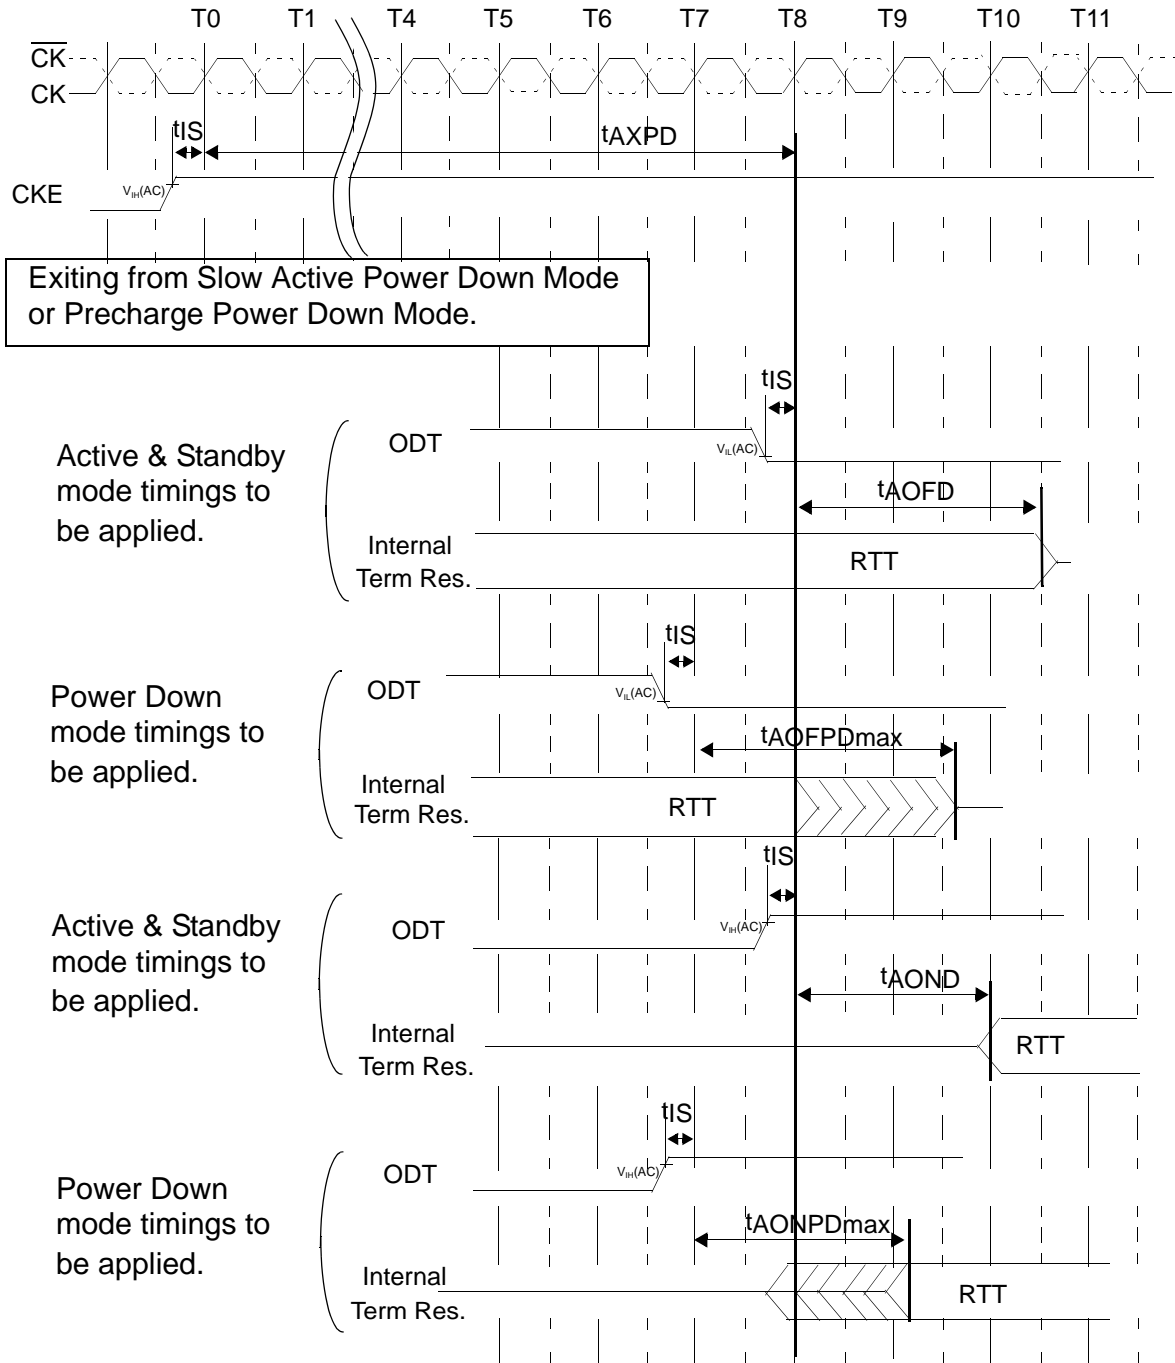 T0 T1 T4 T5 T6 T7 T8 T9 T10 T11
CK
CK
tIS
tAXPD
CKE
VIH(AC)
Exiting from Slow Active Power Down Mode
or Precharge Power Down Mode.
tIS
Active & Standby
mode timings to
be applied.
ODT
VIL(AC)
tAOFD
Internal
Term Res.
RTT
tIS
Power Down
mode timings to
be applied.
ODT
VIL(AC)
tAOFPDmax
Internal
Term Res.
RTT
tIS
Active & Standby
mode timings to
be applied.
ODT
VIH(AC)
tAOND
Internal
Term Res.
RTT
tIS
Power Down
mode timings to
be applied.
ODT
VIH(AC)
tAONPDmax
Internal
Term Res.
RTT